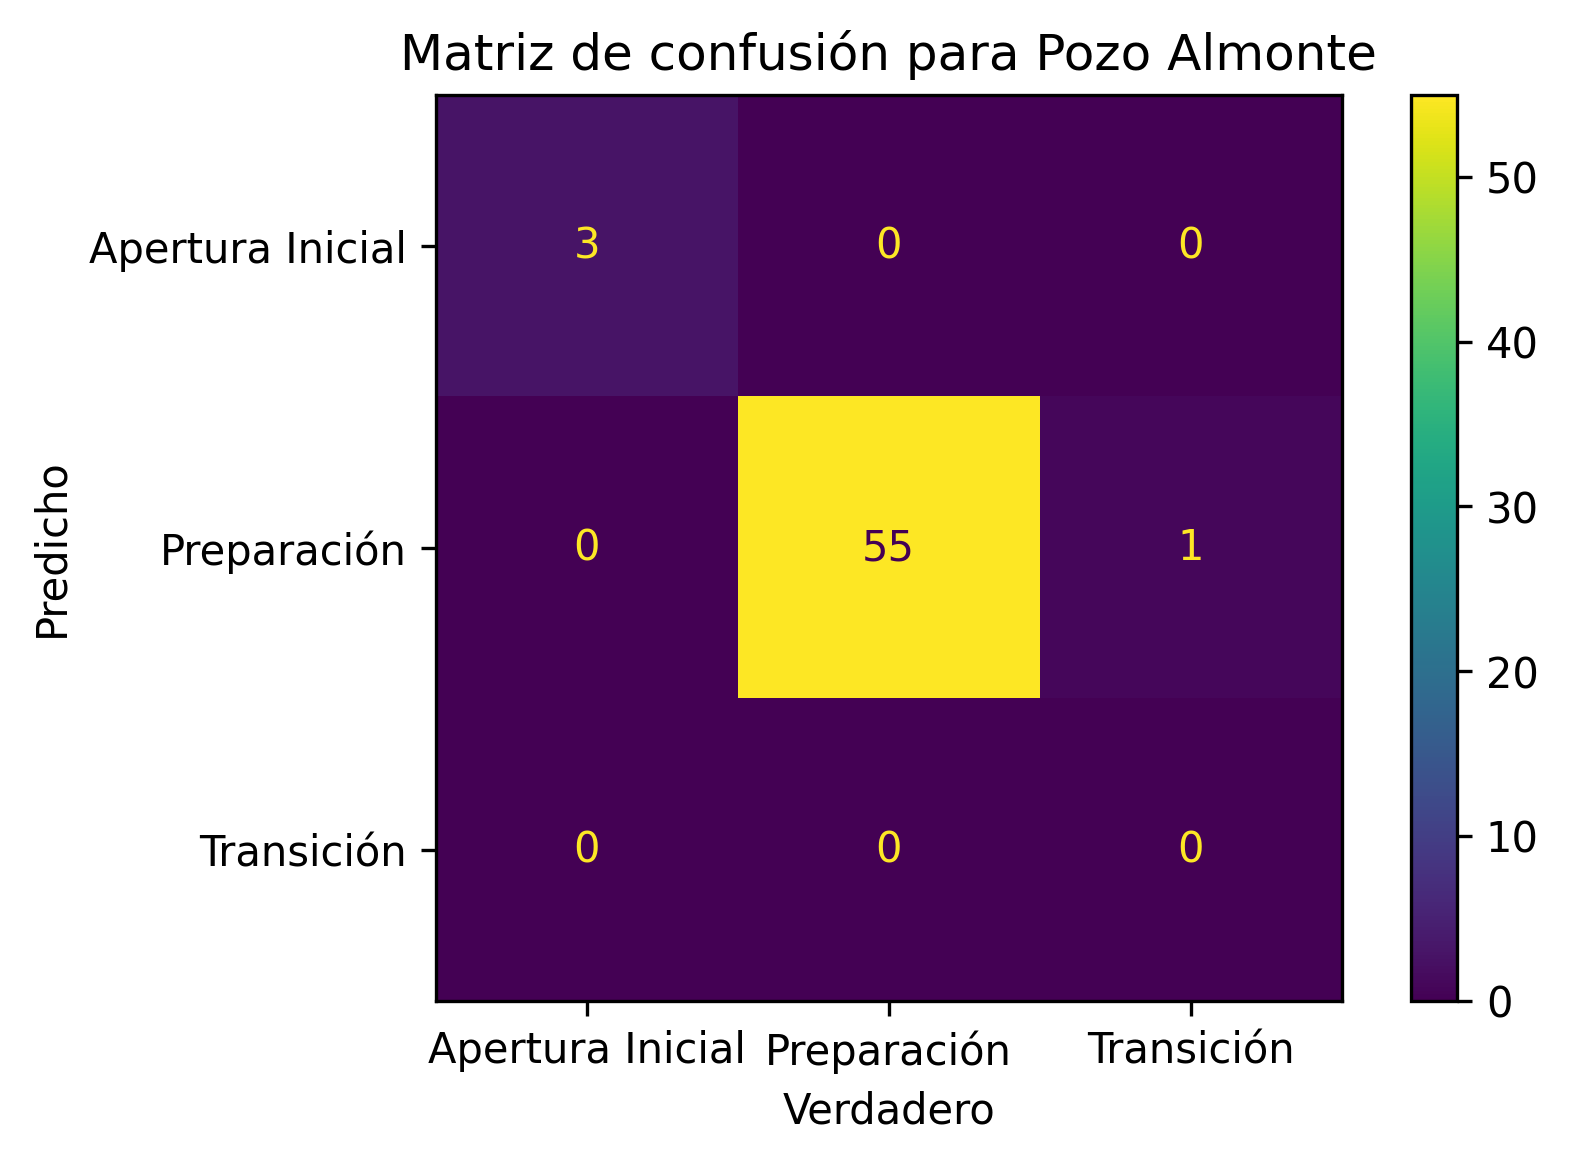 Matriz de confusión para Pozo Almonte
Predicho
Apertura Inicial
3 0 0
Preparación
0 55 1
Transición
0 0 0
Apertura Inicial Preparación Transición
Verdadero
50
40
30
20
10
0